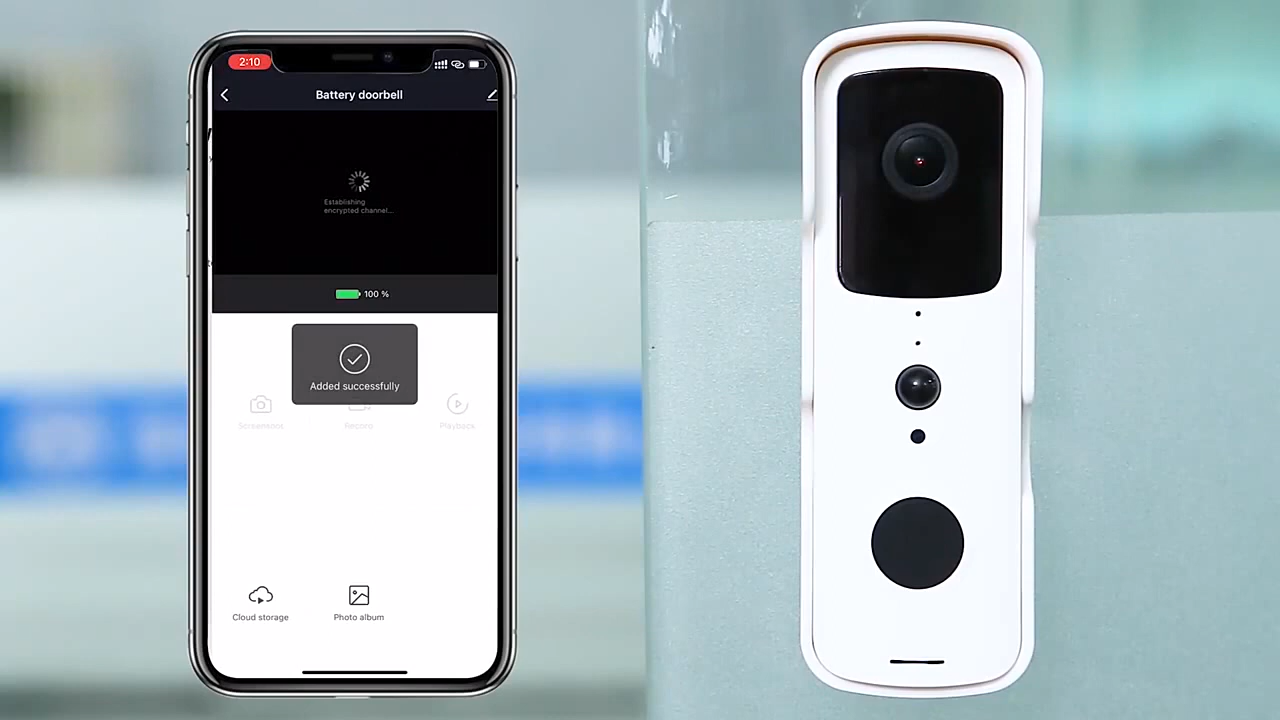 2:10
Battery doorbell
Establishing
encrypted channel...
100 %
Added successfully
Screenshot
Record
Playback
Cloud storage
Photo album